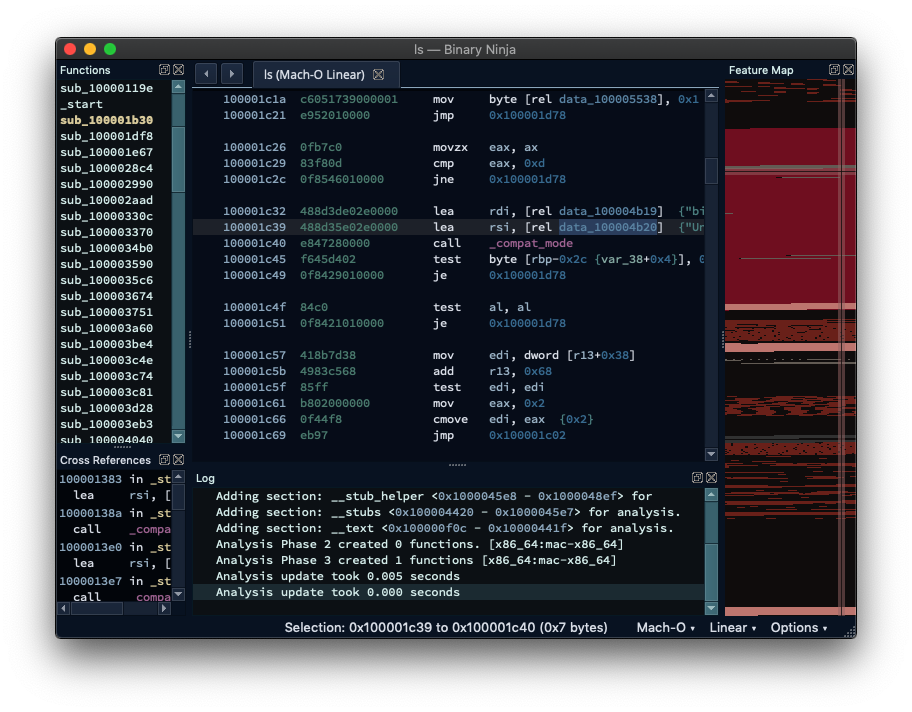 ls — Binary Ninja
Functions
sub_10000119e
_start
sub_100001b30
sub_100001df8
sub_100001e67
sub_1000028c4
sub_100002990
sub_100002aad
sub_10000330c
sub_100003370
sub_1000034b0
sub_100003590
sub_1000035c6
sub_100003674
sub_100003751
sub_100003a60
sub_100003be4
sub_100003c4e
sub_100003c74
sub_100003c81
sub_100003d28
sub_100003eb3
sub_100004040
Cross References
100001383 in _st
lea rsi, [
10000138a in _st
call _compa
1000013e0 in _st
lea rsi, [
1000013e7 in _st
call _compa
ls (Mach-O Linear)
100001c1a c6051739000001 mov byte [rel data_100005538], 0x1
100001c21 e952010000 jmp 0x100001d78
100001c26 0fb7c0 movzx eax, ax
100001c29 83f80d cmp eax, 0xd
100001c2c 0f8546010000 jne 0x100001d78
100001c32 488d3de02e0000 lea rdi, [rel data_100004b19] {"bi
100001c39 488d35e02e0000 lea rsi, [rel data_100004b20] {"Un
100001c40 e847280000 call _compat_mode
100001c45 f645d402 test byte [rbp-0x2c {var_38+0x4}], 0
100001c49 0f8429010000 je 0x100001d78
100001c4f 84c0 test al, al
100001c51 0f8421010000 je 0x100001d78
100001c57 418b7d38 mov edi, dword [r13+0x38]
100001c5b 4983c568 add r13, 0x68
100001c5f 85ff test edi, edi
100001c61 b802000000 mov eax, 0x2
100001c66 0f44f8 cmove edi, eax {0x2}
100001c69 eb97 jmp 0x100001c02
Log
Adding section: __stub_helper <0x1000045e8 - 0x1000048ef> for
Adding section: __stubs <0x100004420 - 0x1000045e7> for analysis.
Adding section: __text <0x100000f0c - 0x10000441f> for analysis.
Analysis Phase 2 created 0 functions. [x86_64:mac-x86_64]
Analysis Phase 3 created 1 functions [x86_64:mac-x86_64]
Analysis update took 0.005 seconds
Analysis update took 0.000 seconds
Feature Map
Selection: 0x100001c39 to 0x100001c40 (0x7 bytes) Mach-O Linear Options